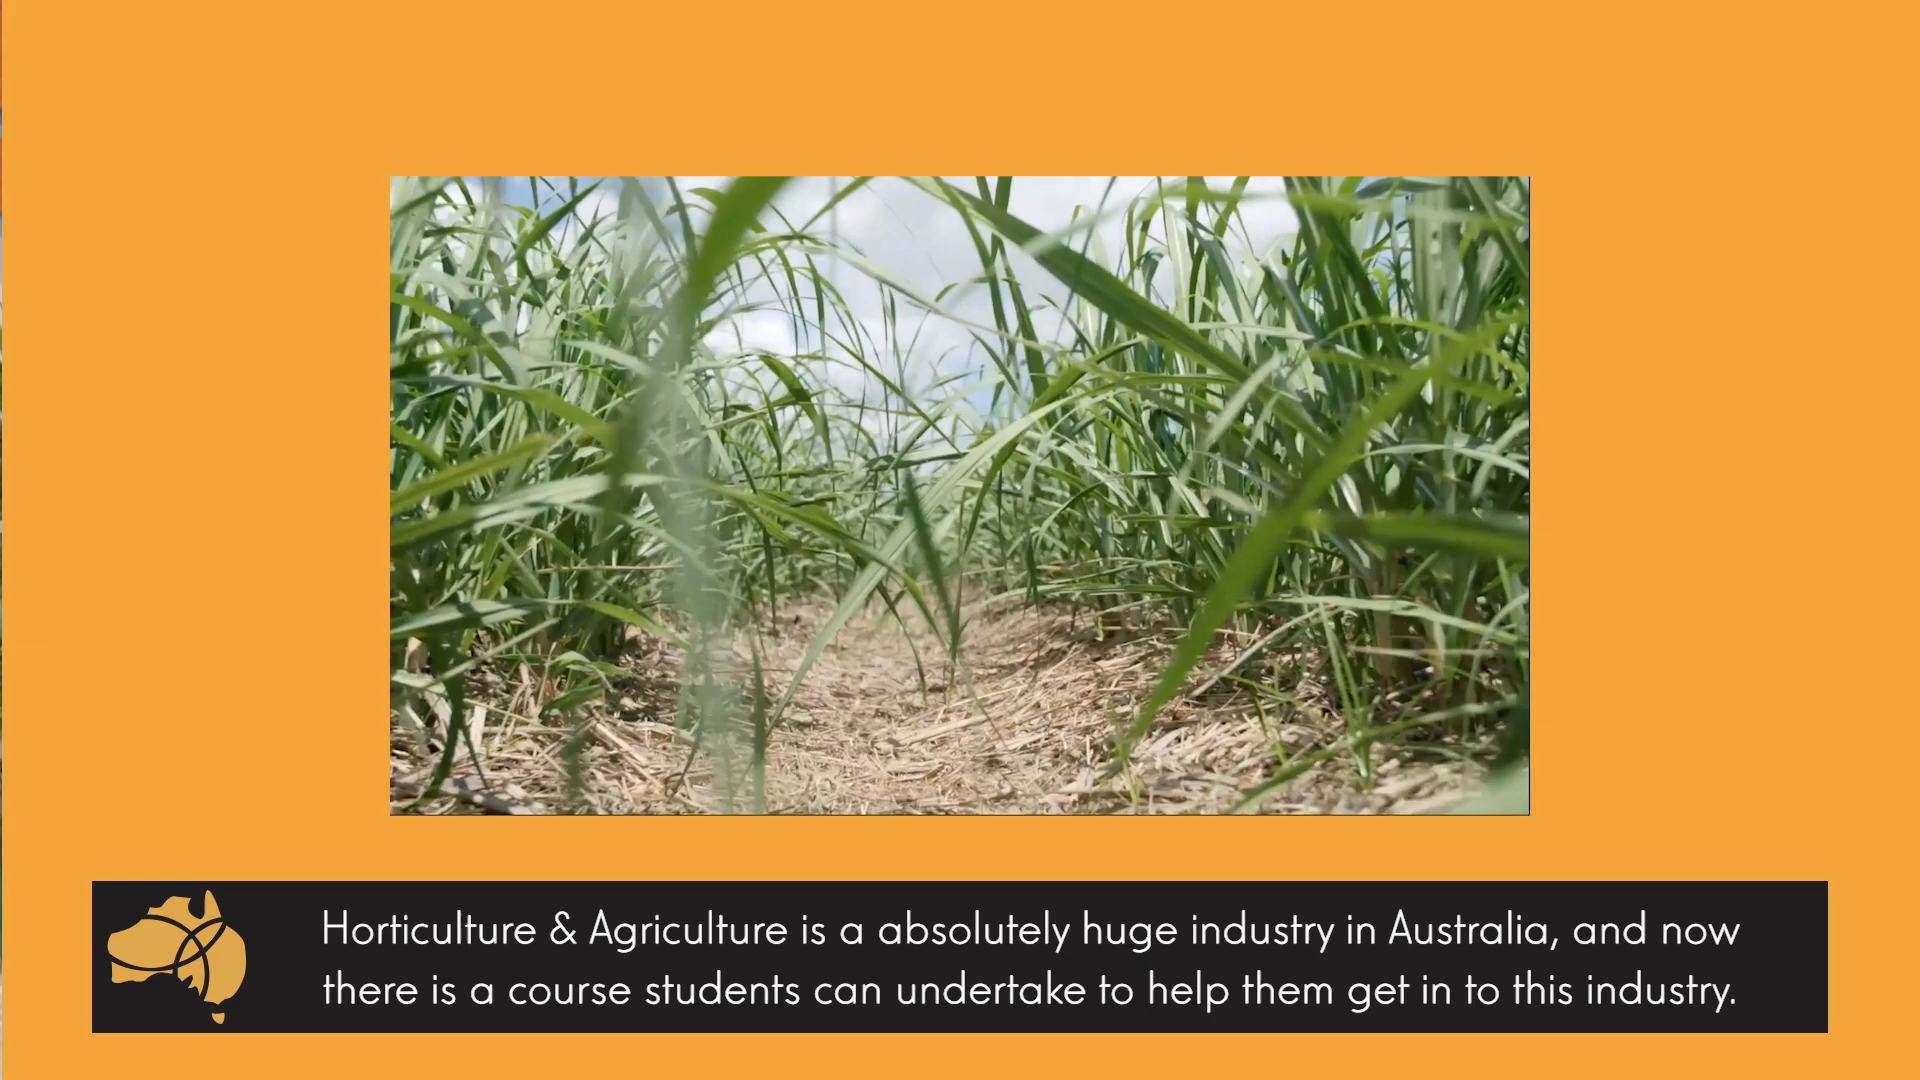 Horticulture & Agriculture is a absolutely huge industry in Australia, and now
there is a course students can undertake to help them get in to this industry.